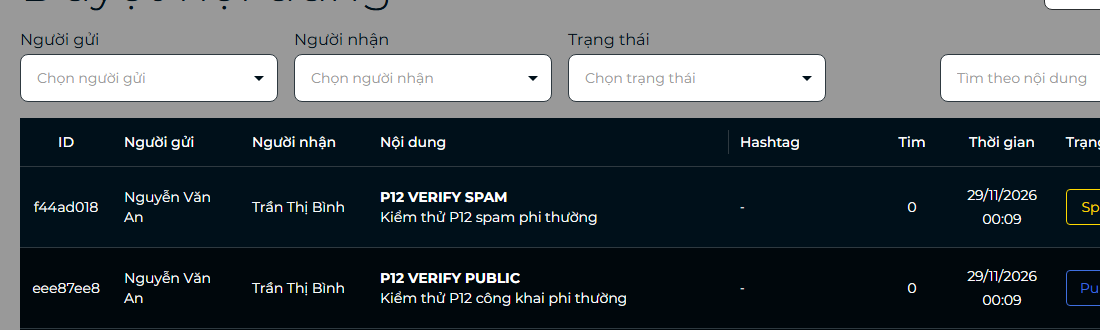 Người gửi
Người nhận
Trạng thái
Chọn người gửi
Chọn người nhận
Chọn trạng thái
Tìm theo nội dung
ID
Người gửi
Người nhận
Nội dung
Hashtag
Tim
Thời gian
f44ad018
Nguyễn Văn
An
Trần Thị Bình
P12 VERIFY SPAM
Kiểm thử P12 spam phi thường
-
0
29/11/2026
00:09
eee87ee8
Nguyễn Văn
An
Trần Thị Bình
P12 VERIFY PUBLIC
Kiểm thử P12 công khai phi thường
-
0
29/11/2026
00:09